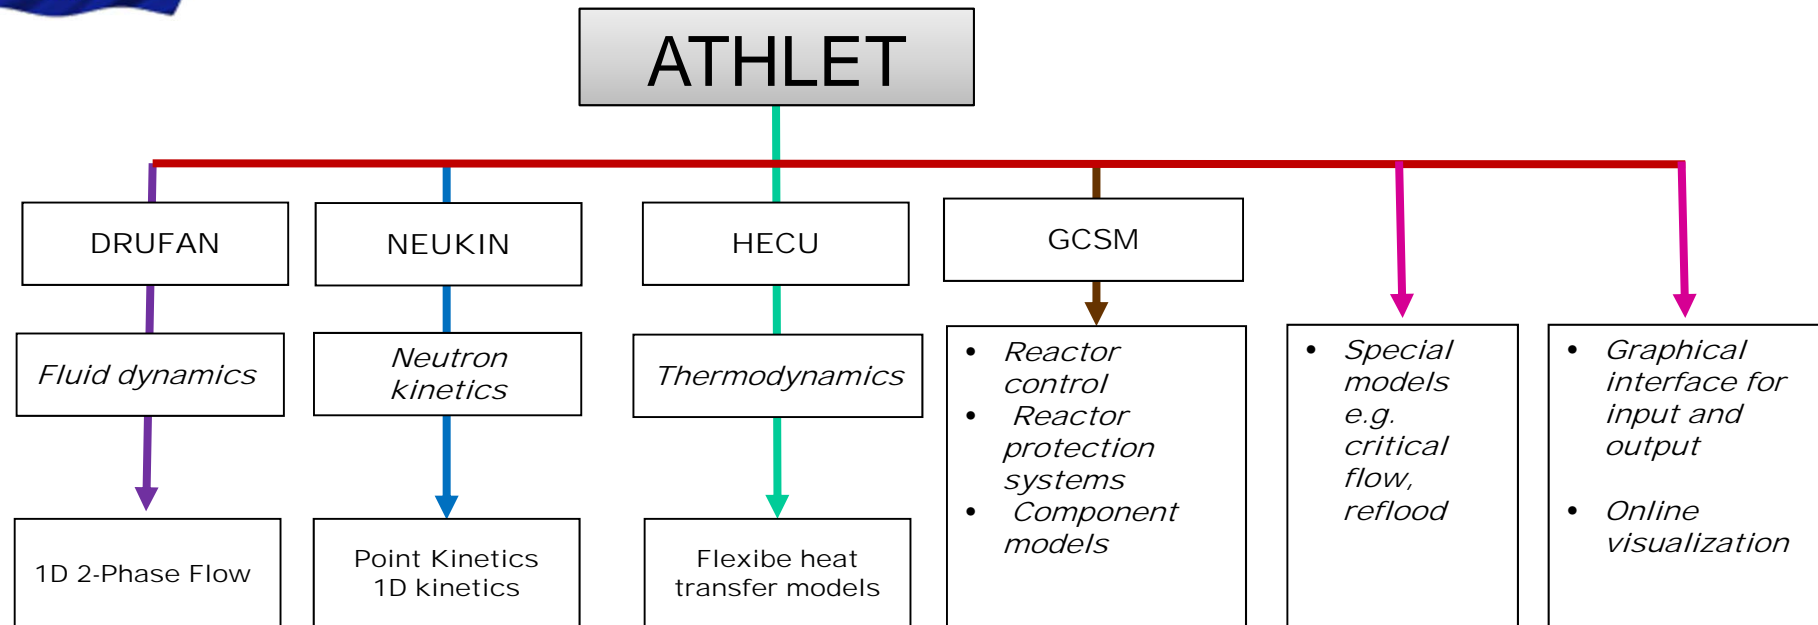 ATHLET
DRUFAN
NEUKIN
HECU
GCSM
Fluid dynamics
Neutron
kinetics
Thermodynamics
• Reactor
control
• Reactor
protection
systems
• Component
models
• Special
models
e.g.
critical
flow,
reflood
• Graphical
interface for
input and
output
• Online
visualization
1D 2-Phase Flow
Point Kinetics
1D kinetics
Flexibe heat
transfer models